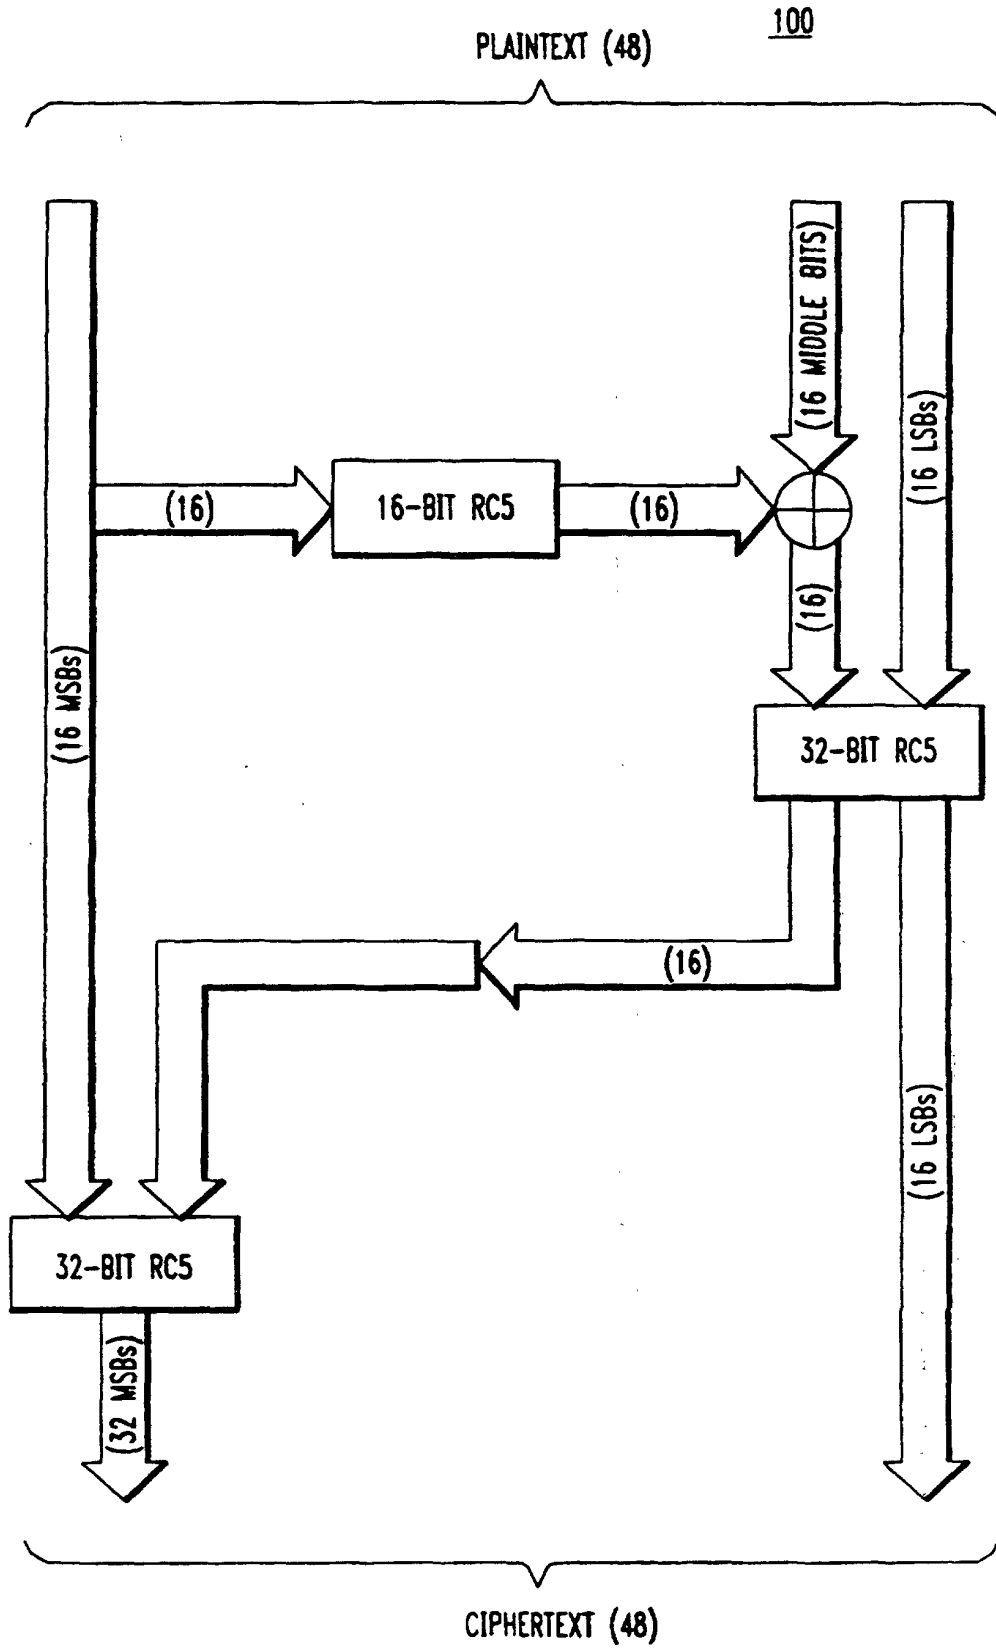 100
PLAINTEXT (48)
(16 MIDDLE BITS)
(16 LSBs)
(16)
16-BIT RC5
(16)
(16)
(16 MSBs)
32-BIT RC5
(16)
(16 LSBs)
32-BIT RC5
(32 MSBs)
CIPHERTEXT (48)